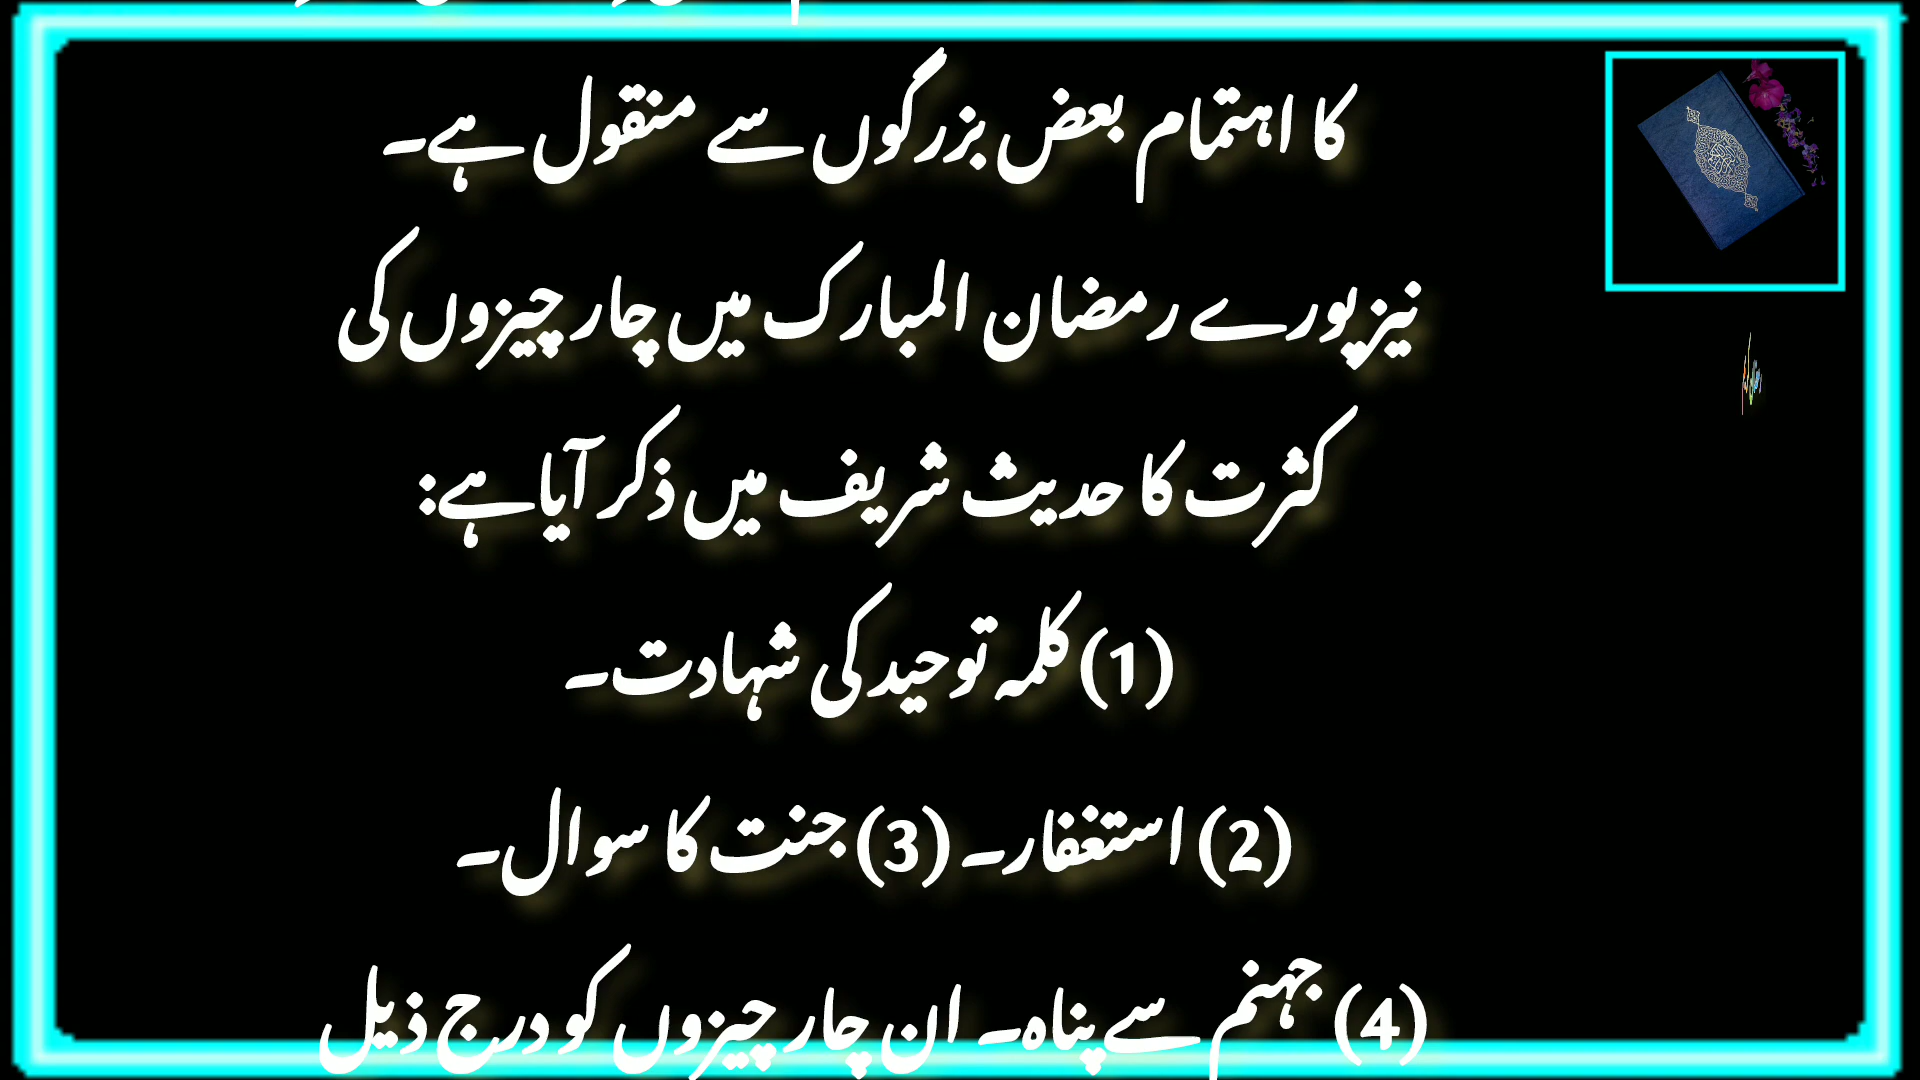 کا اہتمام بعض بزرگوں سے منقول ہے۔
نیز پورے رمضان المبارک میں چار چیزوں کی
کثرت کا حدیث شریف میں ذکر آیا ہے:
(1) کلمہ توحید کی شہادت۔
(2) استغفار۔ (3) جنت کا سوال۔
(4) جہنم سے پناہ۔ ان چار چیزوں کو درج ذیل